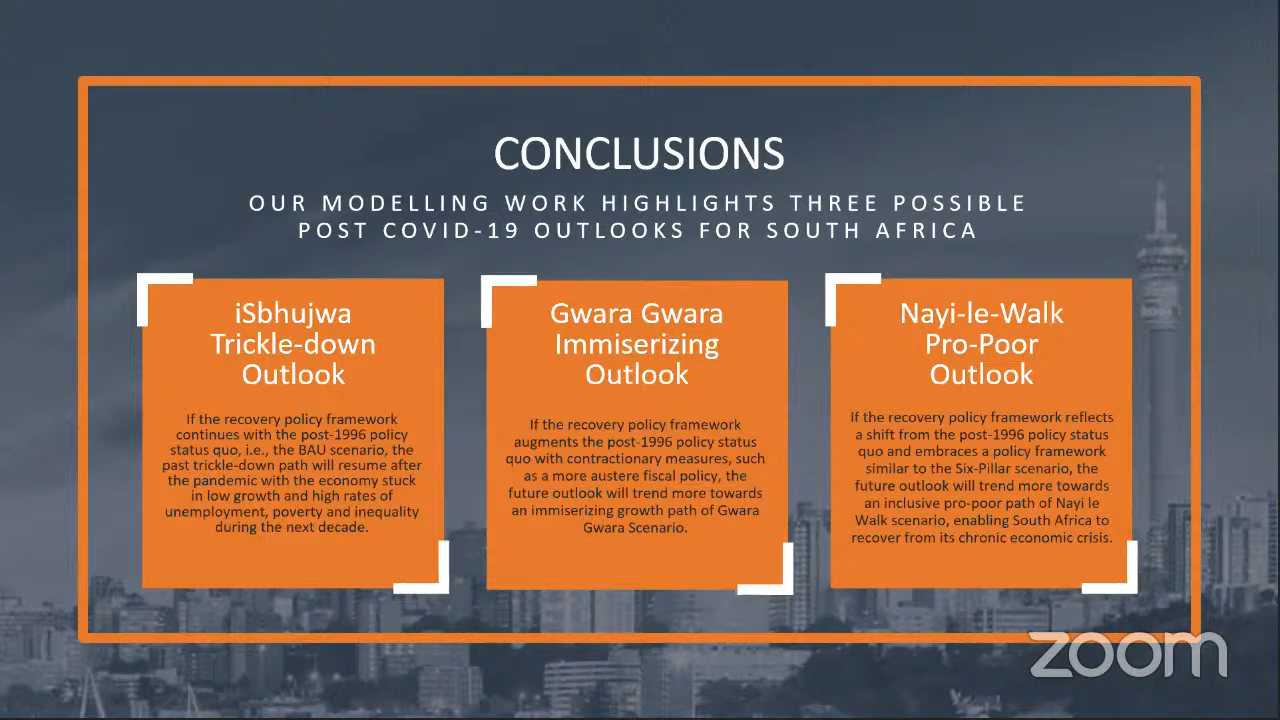 CONCLUSIONS
OUR MODELLING WORK HIGHLIGHTS THREE POSSIBLE
POST COVID-19 OUTLOOKS FOR SOUTH AFRICA
iSbhujwa
Trickle-down
Outlook
If the recovery policy framework
continues with the post-1996 policy
status quo, i.e., the BAU scenario, the
past trickle-down path will resume after
the pandemic with the economy stuck
in low growth and high rates of
unemployment, poverty and inequality
during the next decade.
Gwara Gwara
Immiserizing
Outlook
If the recovery policy framework
augments the post-1996 policy status
quo with contractionary measures, such
as a more austere fiscal policy, the
future outlook will trend more towards
an immiserizing growth path of Gwara
Gwara Scenario.
Nayi-le-Walk
Pro-Poor
Outlook
If the recovery policy framework reflects
a shift from the post-1996 policy status
quo and embraces a policy framework
similar to the Six-Pillar scenario, the
future outlook will trend more towards
an inclusive pro-poor path of Nayi le
Walk scenario, enabling South Africa to
recover from its chronic economic crisis.
zoom